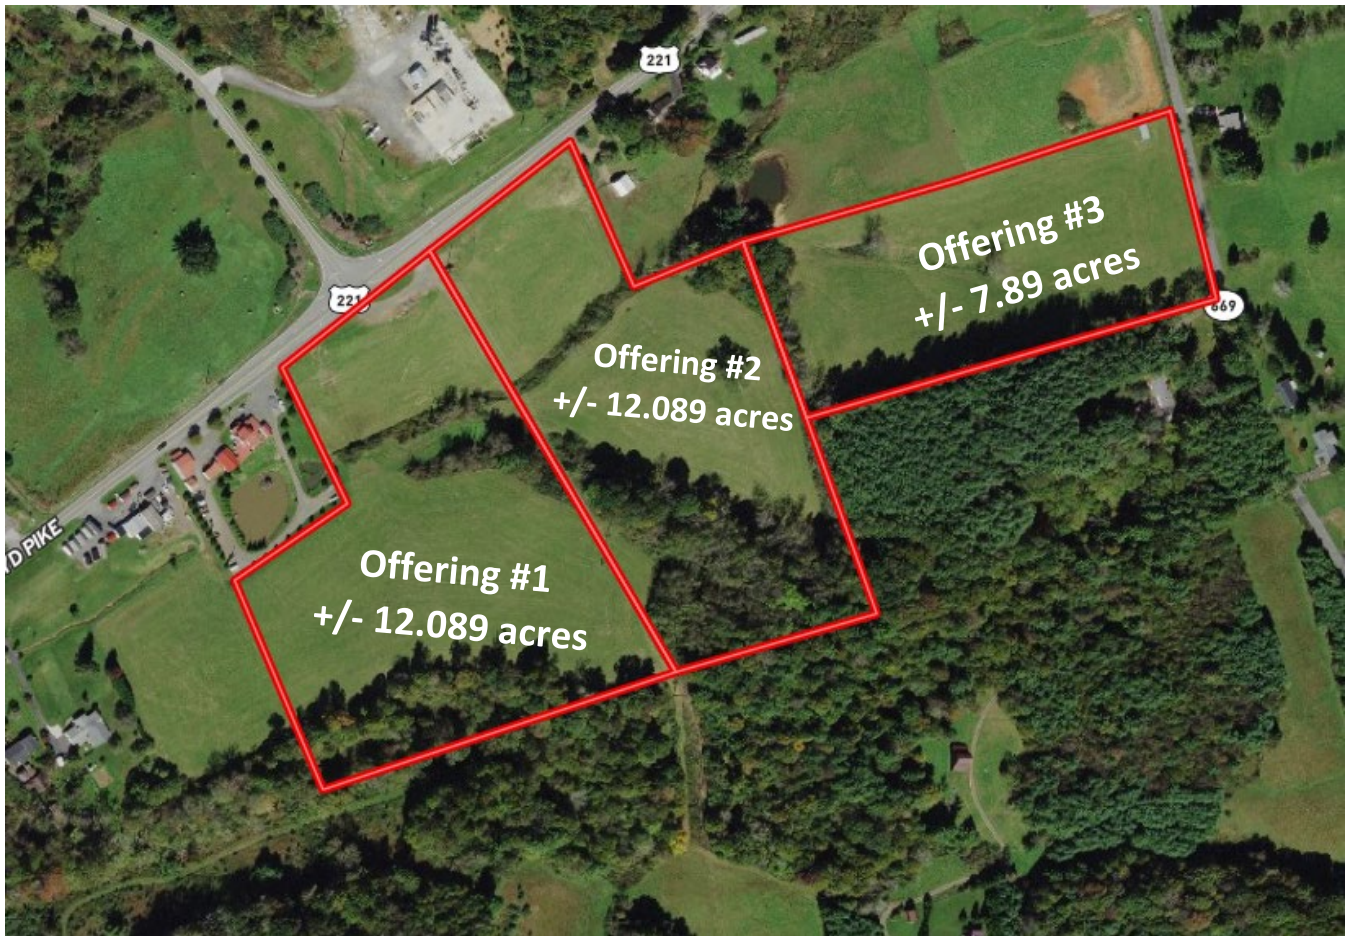 221
221
Offering #3
+/- 7.89 acres
669
Offering #2
+/- 12.089 acres
YD PIKE
Offering #1
+/- 12.089 acres